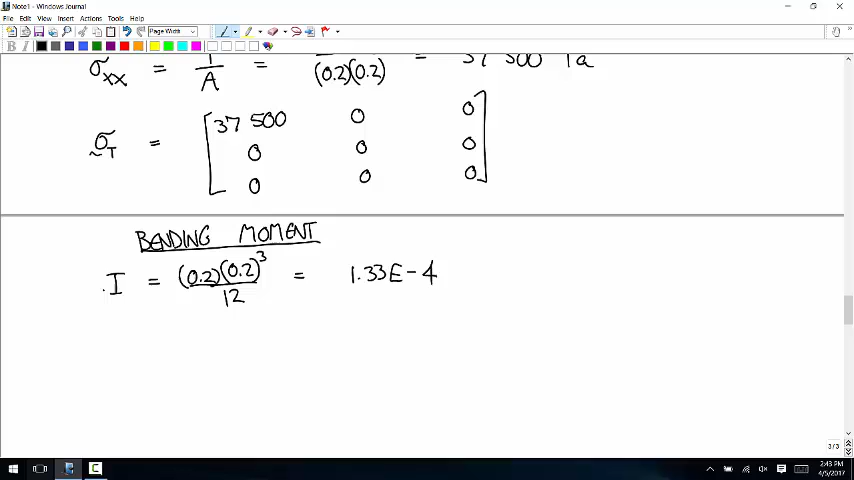 Note1 - Windows Journal
File Edit View Insert Actions Tools Help
Page Width
B I
σxx = — = — = 37 500 Pa
A (0.2)(0.2)
σT = [37 500 0 0
0 0 0
0 0 0]
BENDING MOMENT
I = (0.2)(0.2)³ = 1.33E-4
12
3/3
2:43 PM
4/5/2017